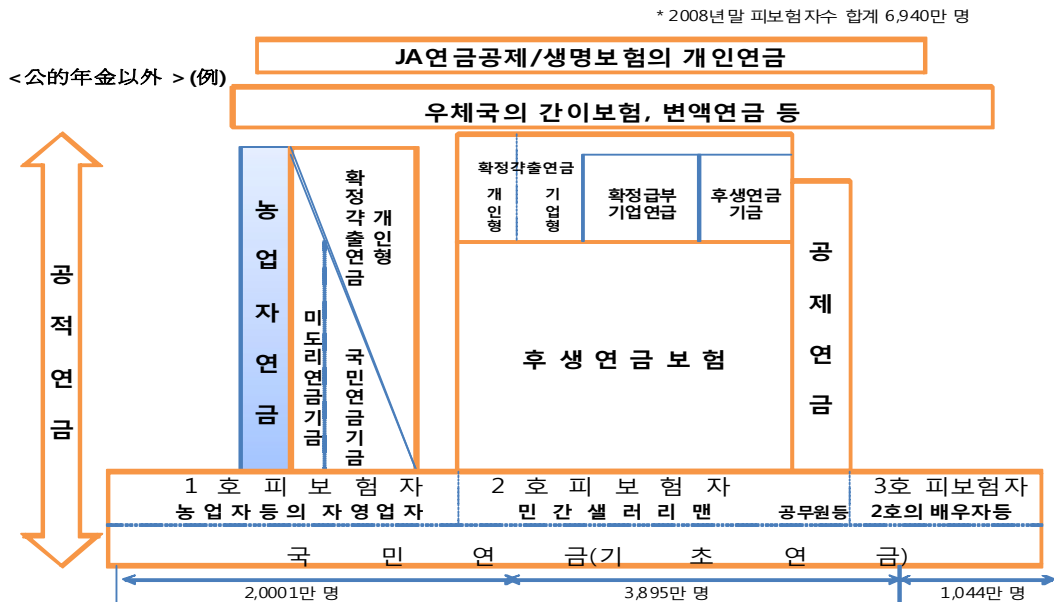 * 2008년말 피보험자수 합계 6,940만 명
JA연금공제/생명보험의 개인연금
<公的年金以外 >(例)
우체국의 간이보험, 변액연금 등
공적연금
농업자연금
확정갹출연금
개인형
미도리연금기금
국민연금기금
확정갹출연금
개인형
기업형
확정급부
기업연급
후생연금
기금
후생연금보험
공제연금
1 호 피 보 험 자
농업자등의 자영업자
2 호 피 보 험 자
민간샐러리맨
공무원등
3호 피보험자
2호의 배우자등
국 민 연 금(기 초 연 금)
2,0001만 명
3,895만 명
1,044만 명